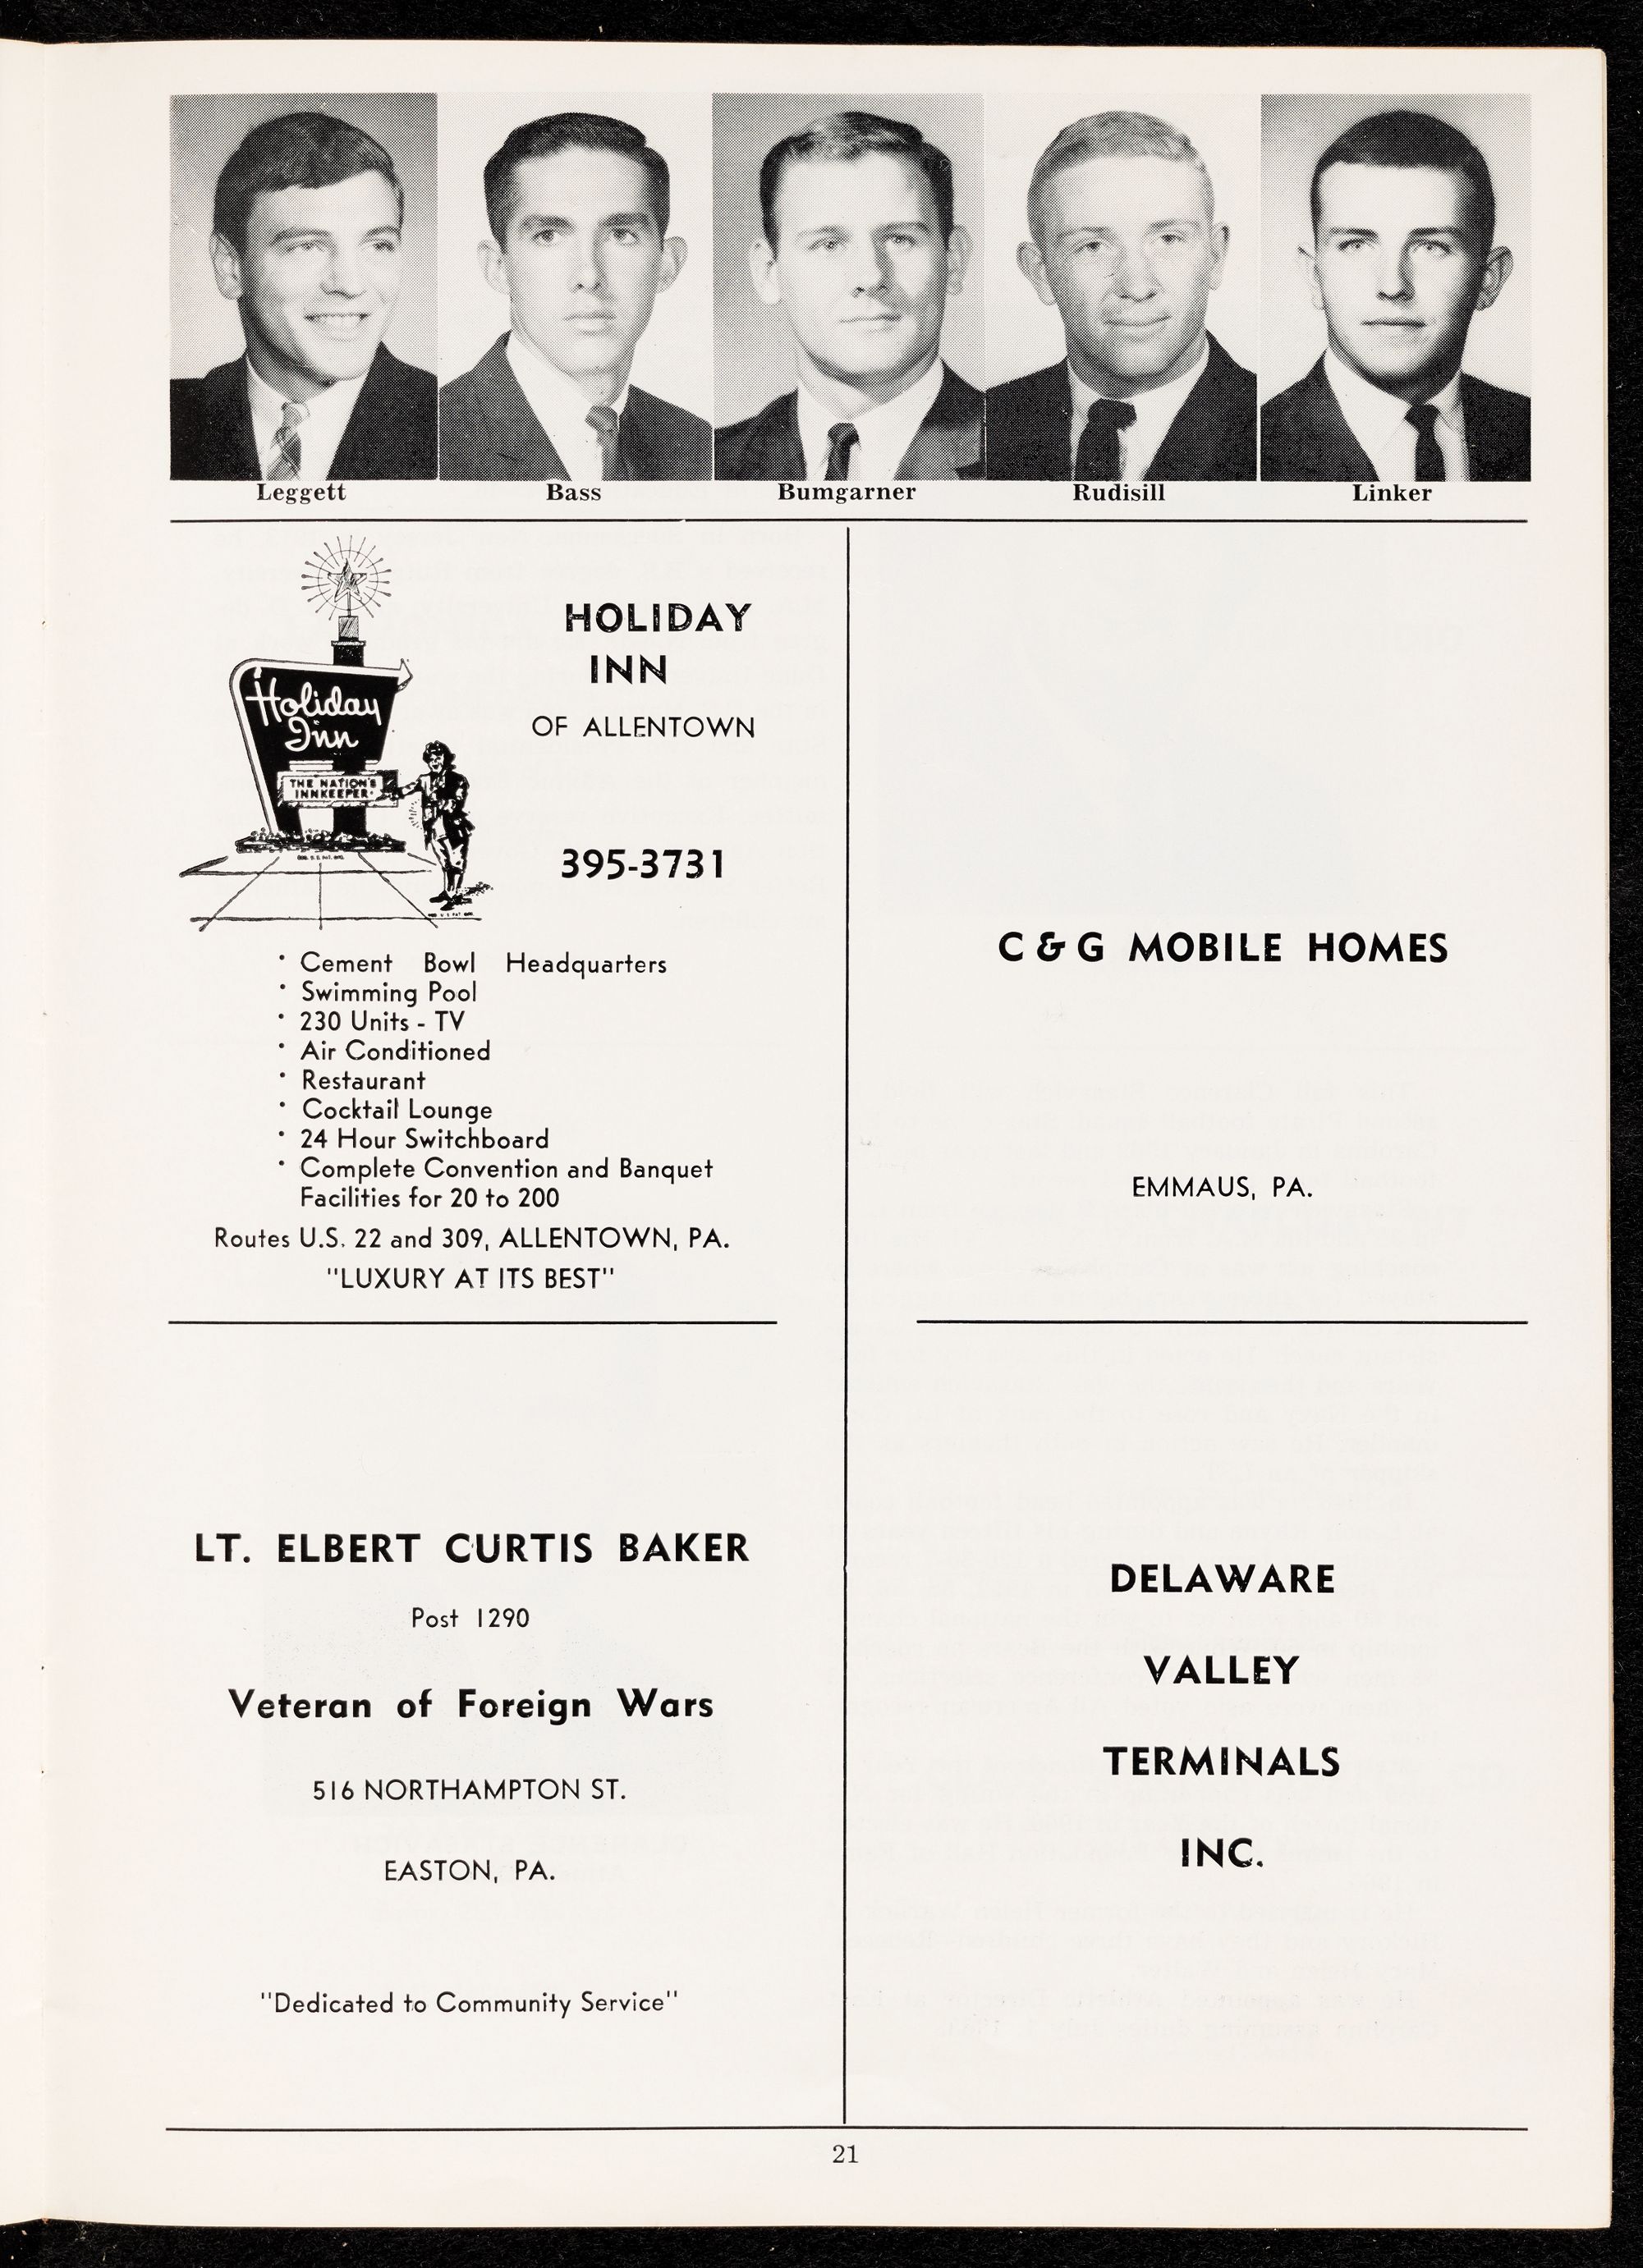 Leggett Bass Bumgarner Rudisill Linker
Holiday
Inn
THE NATION'S
INNKEEPER
HOLIDAY
INN
OF ALLENTOWN
395-3731
• Cement Bowl Headquarters
• Swimming Pool
• 230 Units - TV
• Air Conditioned
• Restaurant
• Cocktail Lounge
• 24 Hour Switchboard
• Complete Convention and Banquet
Facilities for 20 to 200
Routes U.S. 22 and 309, ALLENTOWN, PA.
"LUXURY AT ITS BEST"
C & G MOBILE HOMES
EMMAUS, PA.
LT. ELBERT CURTIS BAKER
Post 1290
Veteran of Foreign Wars
516 NORTHAMPTON ST.
EASTON, PA.
"Dedicated to Community Service"
DELAWARE
VALLEY
TERMINALS
INC.
21